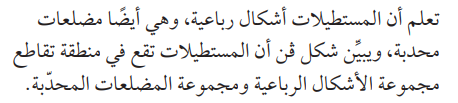 تعلم أن المستطيلات أشكال رباعية، وهي أيضًا مضلعات
محدبة، ويبيِّن شكل ڤن أن المستطيلات تقع في منطقة تقاطع
مجموعة الأشكال الرباعية ومجموعة المضلعات المحدّبة.